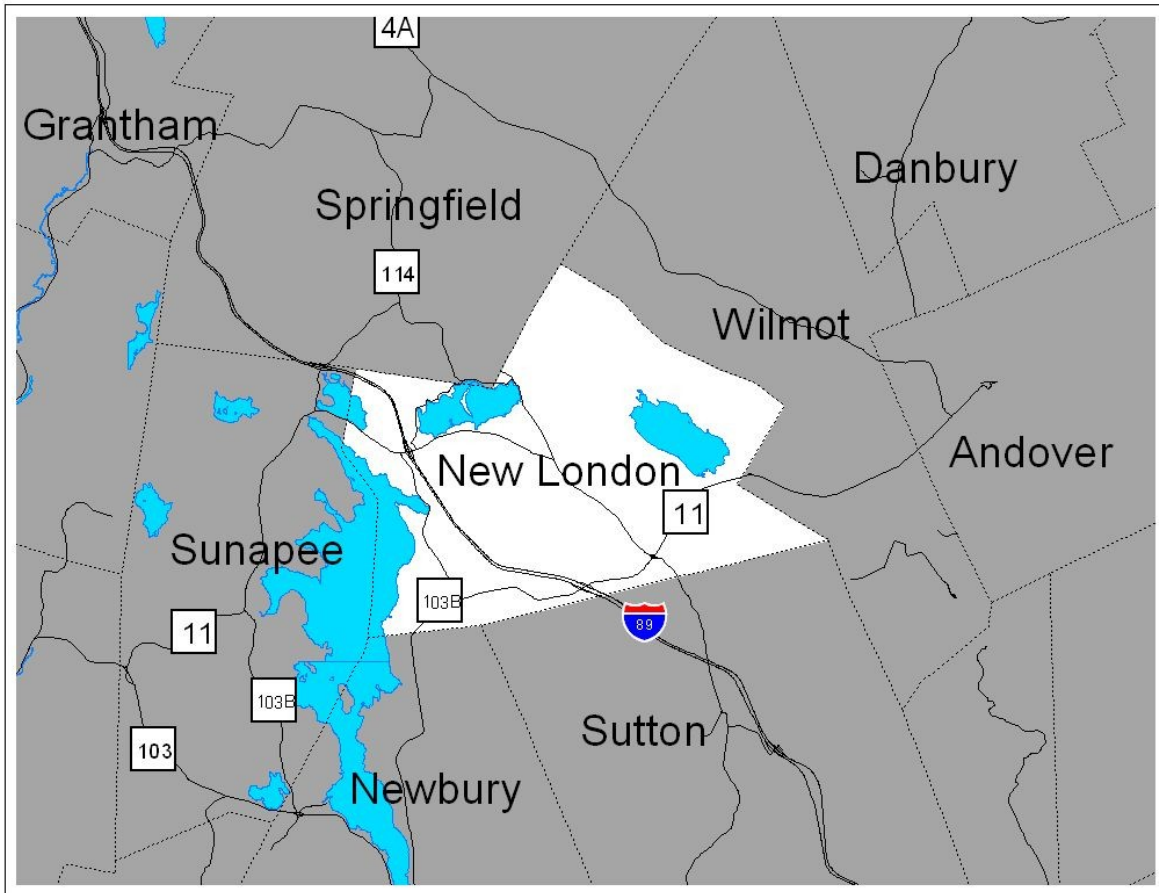 4A
Grantham
Danbury
Springfield
114
Wilmot
Andover
New London
11
Sunapee
103B
89
11
103B
Sutton
103
Newbury